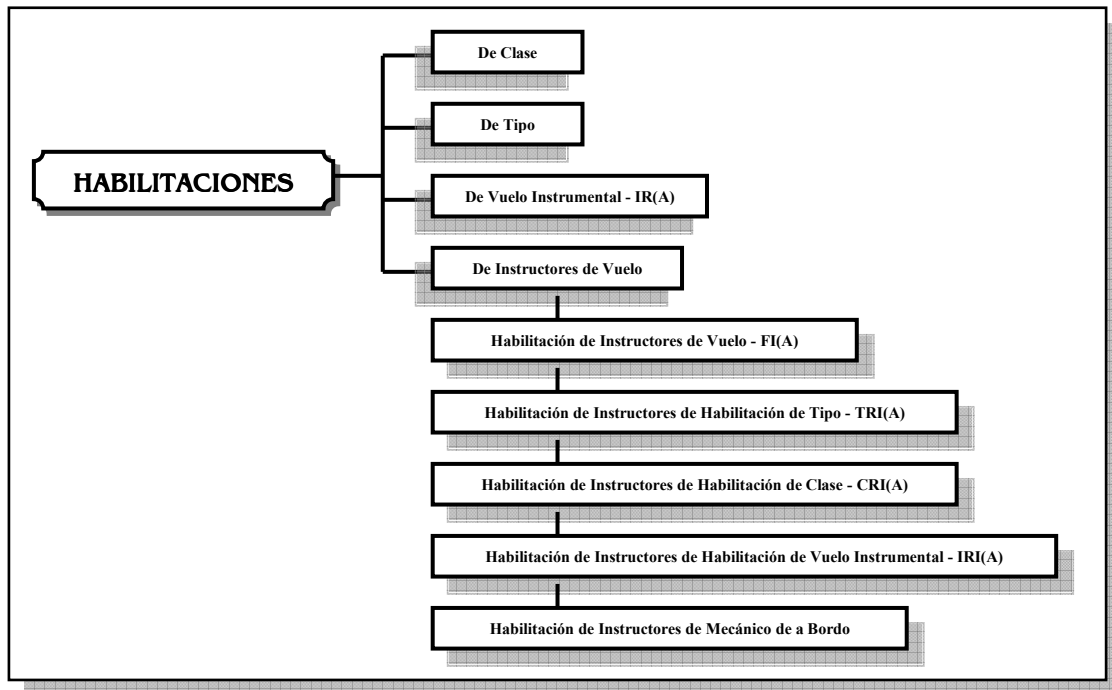 De Clase
De Tipo
HABILITACIONES
De Vuelo Instrumental - IR(A)
De Instructores de Vuelo
Habilitación de Instructores de Vuelo - FI(A)
Habilitación de Instructores de Habilitación de Tipo - TRI(A)
Habilitación de Instructores de Habilitación de Clase - CRI(A)
Habilitación de Instructores de Habilitación de Vuelo Instrumental - IRI(A)
Habilitación de Instructores de Mecánico de a Bordo